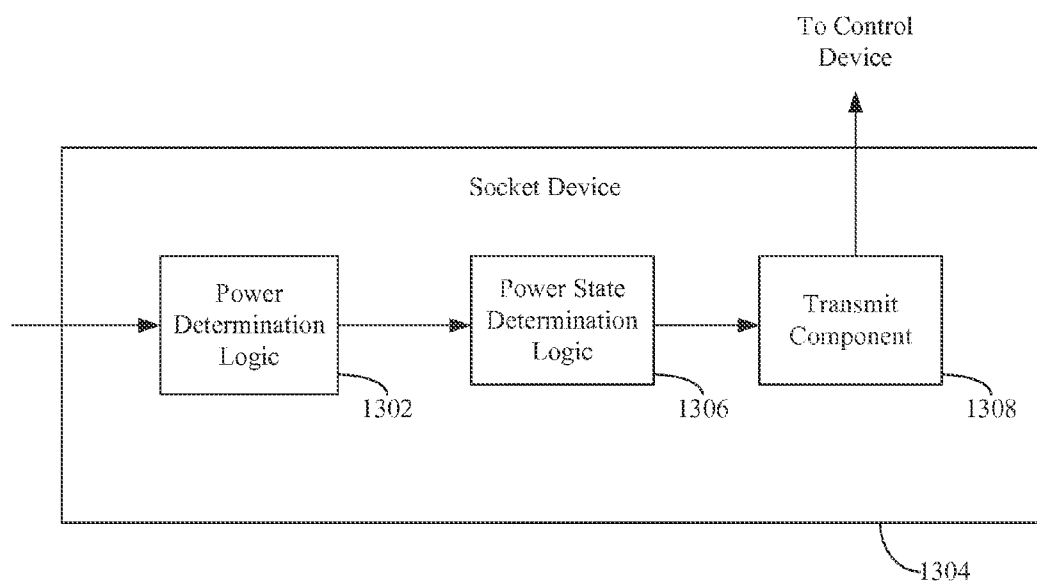 To Control
Device
Socket Device
Power
Determination
Logic
Power State
Determination
Logic
Transmit
Component
1302
1306
1308
1304